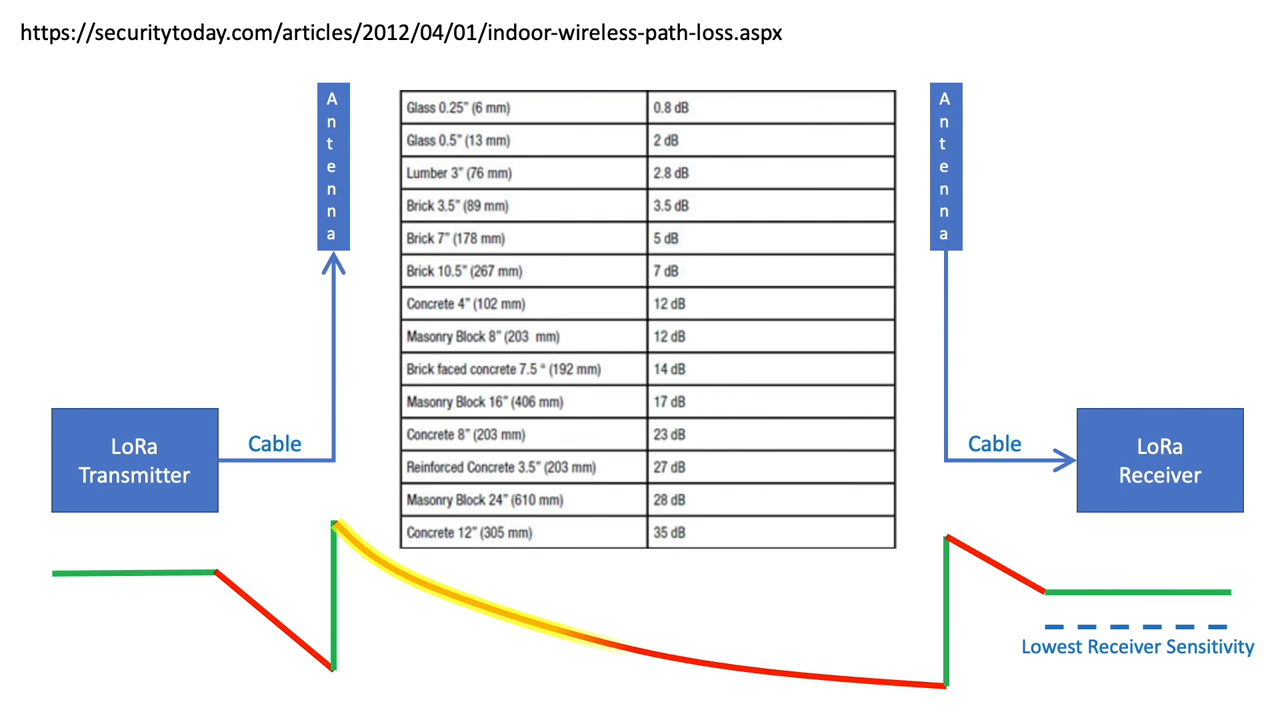 https://securitytoday.com/articles/2012/04/01/indoor-wireless-path-loss.aspx
Antenna
Glass 0.25" (6 mm) 0.8 dB
Glass 0.5" (13 mm) 2 dB
Lumber 3" (76 mm) 2.8 dB
Brick 3.5" (89 mm) 3.5 dB
Brick 7" (178 mm) 5 dB
Brick 10.5" (267 mm) 7 dB
Concrete 4" (102 mm) 12 dB
Masonry Block 8" (203 mm) 12 dB
Brick faced concrete 7.5 " (192 mm) 14 dB
Masonry Block 16" (406 mm) 17 dB
Concrete 8" (203 mm) 23 dB
Reinforced Concrete 3.5" (203 mm) 27 dB
Masonry Block 24" (610 mm) 28 dB
Concrete 12" (305 mm) 35 dB
Antenna
LoRa
Transmitter
Cable
Cable
LoRa
Receiver
Lowest Receiver Sensitivity